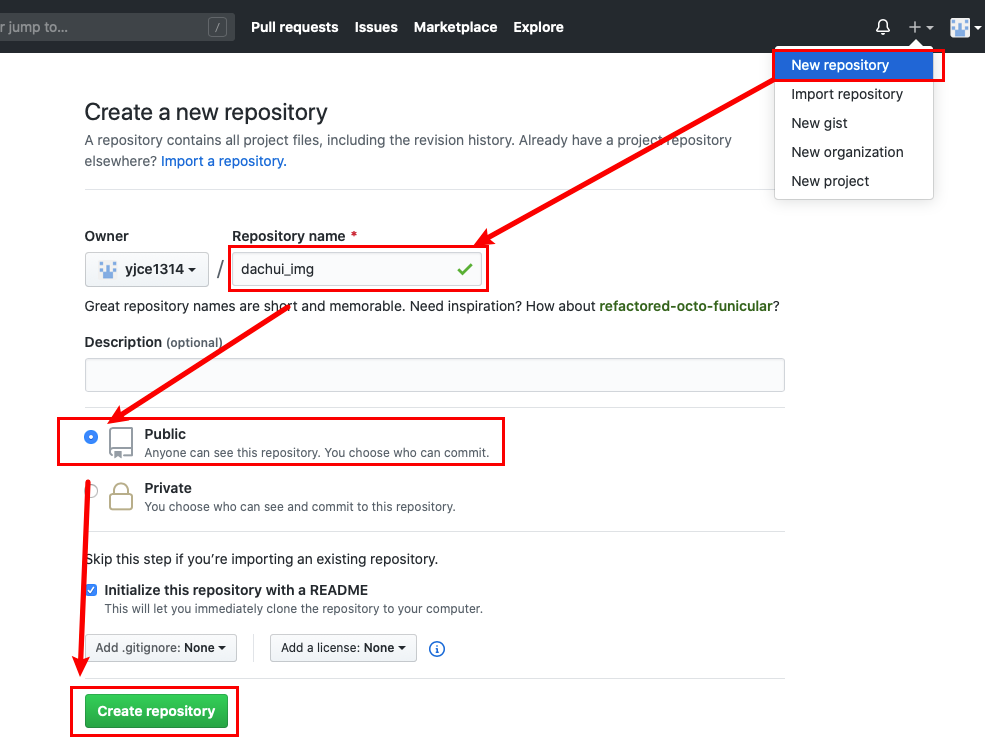 r jump to...
/
Pull requests Issues Marketplace Explore
New repository
Import repository
New gist
New organization
New project
Create a new repository
A repository contains all project files, including the revision history. Already have a project repository
elsewhere? Import a repository.
Owner
Repository name *
yjce1314
/
dachui_img
Great repository names are short and memorable. Need inspiration? How about refactored-octo-funicular?
Description (optional)
Public
Anyone can see this repository. You choose who can commit.
Private
You choose who can see and commit to this repository.
Skip this step if you’re importing an existing repository.
Initialize this repository with a README
This will let you immediately clone the repository to your computer.
Add .gitignore: None
Add a license: None
Create repository